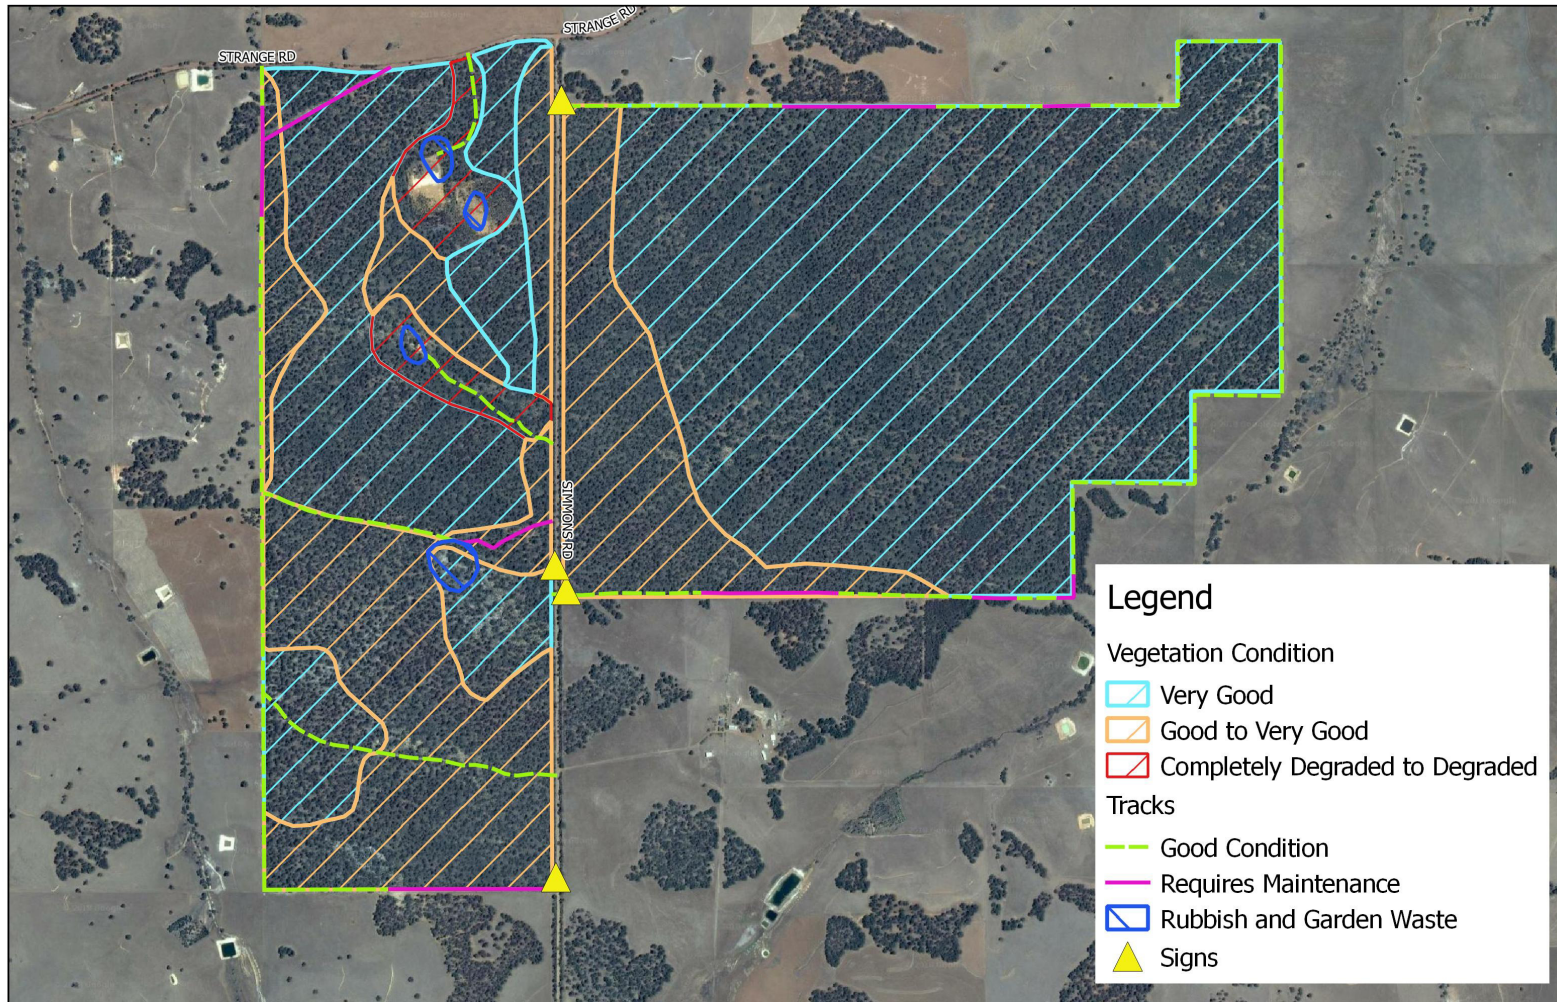 STRANGE RD
STRANGE RD
SIMMONS RD
Legend
Vegetation Condition
Very Good
Good to Very Good
Completely Degraded to Degraded
Tracks
Good Condition
Requires Maintenance
Rubbish and Garden Waste
Signs